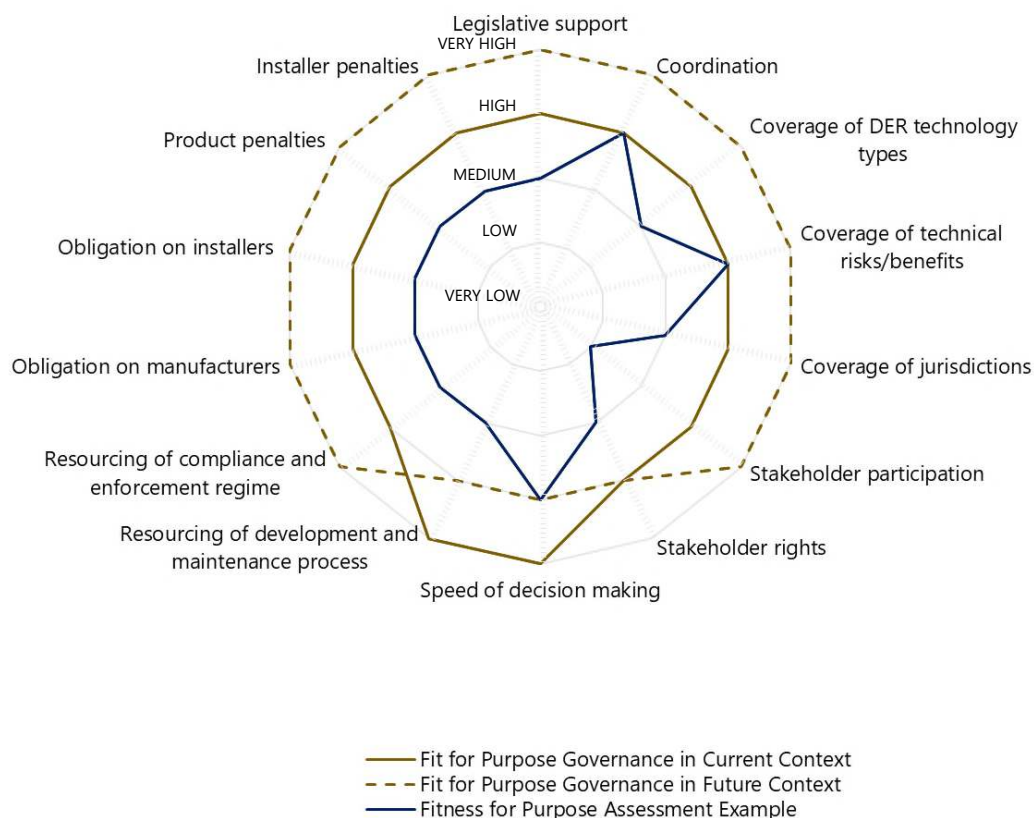 Legislative support
VERY HIGH
Installer penalties
Coordination
HIGH
Product penalties
Coverage of DER technology
types
MEDIUM
LOW
Obligation on installers
Coverage of technical
risks/benefits
VERY LOW
Obligation on manufacturers
Coverage of jurisdictions
Resourcing of compliance and
enforcement regime
Stakeholder participation
Resourcing of development and
maintenance process
Stakeholder rights
Speed of decision making
Fit for Purpose Governance in Current Context
Fit for Purpose Governance in Future Context
Fitness for Purpose Assessment Example